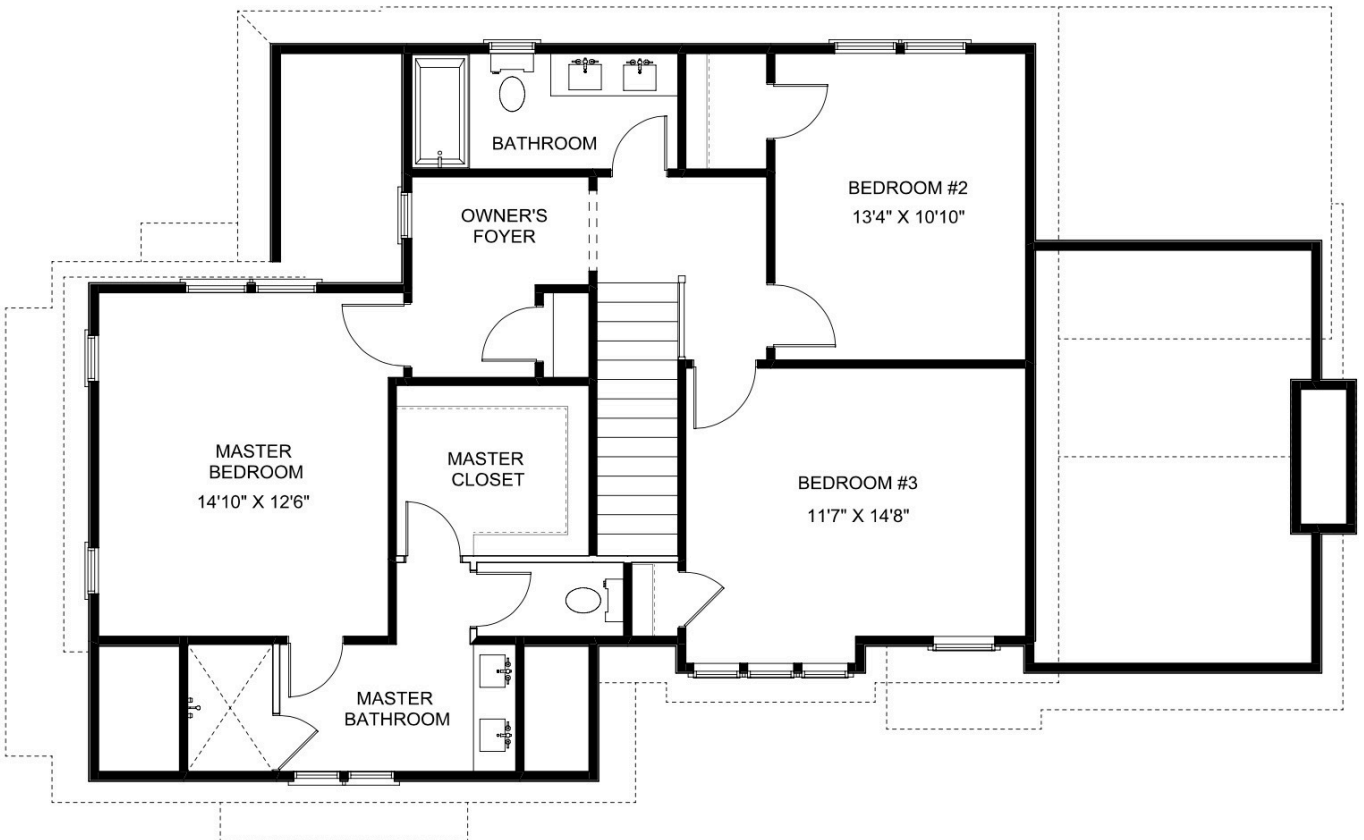 BATHROOM
BEDROOM #2
13'4" X 10'10"
OWNER'S
FOYER
MASTER
BEDROOM
14'10" X 12'6"
MASTER
CLOSET
BEDROOM #3
11'7" X 14'8"
MASTER
BATHROOM